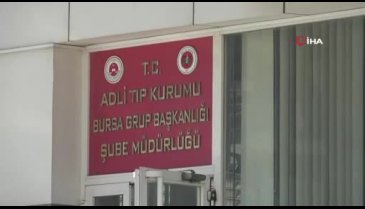 İHA
T.C.
ADLİ TIP KURUMU
BURSA GRUP BAŞKANLIĞI
ŞUBE MÜDÜRLÜĞÜ